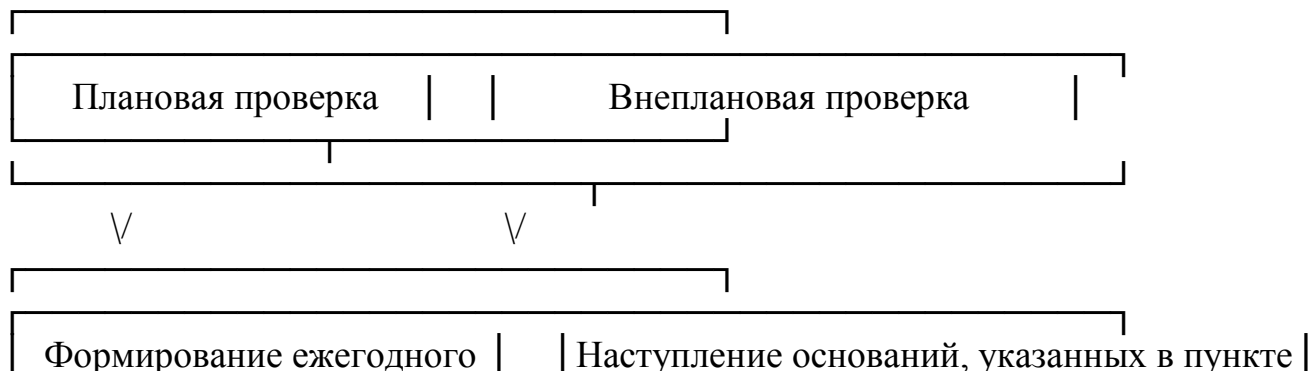 Плановая проверка | | Внеплановая проверка |
\/ \/
| Формирование ежегодного | | Наступление оснований, указанных в пункте |